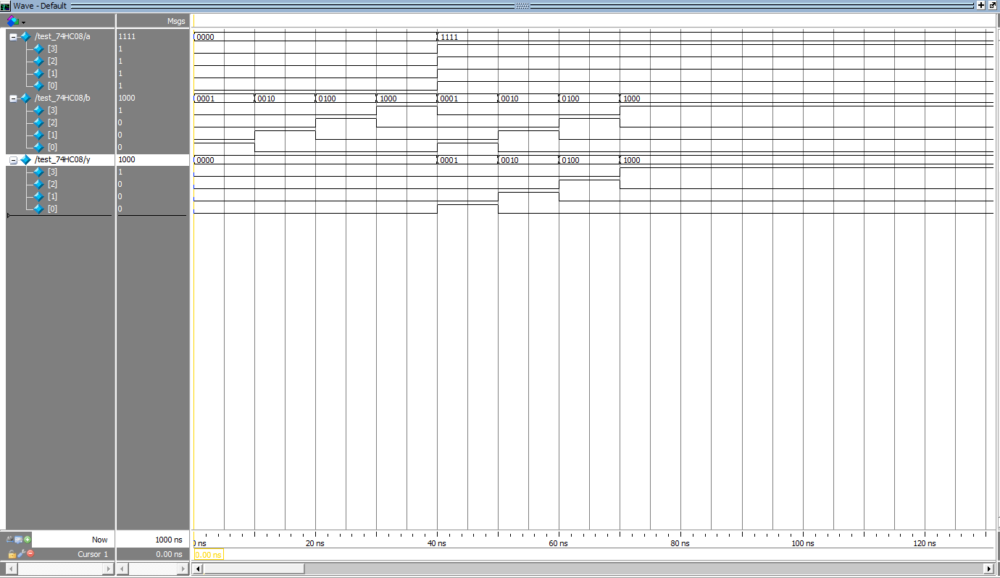 Wave - Default
Msgs
/test_74HC08/a 1111 0000 1111
[3] 1
[2] 1
[1] 1
[0] 1
/test_74HC08/b 1000 0001 0010 0100 1000 0001 0010 0100 1000
[3] 1
[2] 0
[1] 0
[0] 0
/test_74HC08/y 1000 0000 0001 0010 0100 1000
[3] 1
[2] 0
[1] 0
[0] 0
Now 1000 ns ns 20 ns 40 ns 60 ns 80 ns 100 ns 120 ns
Cursor 1 0.00 ns 0.00 ns